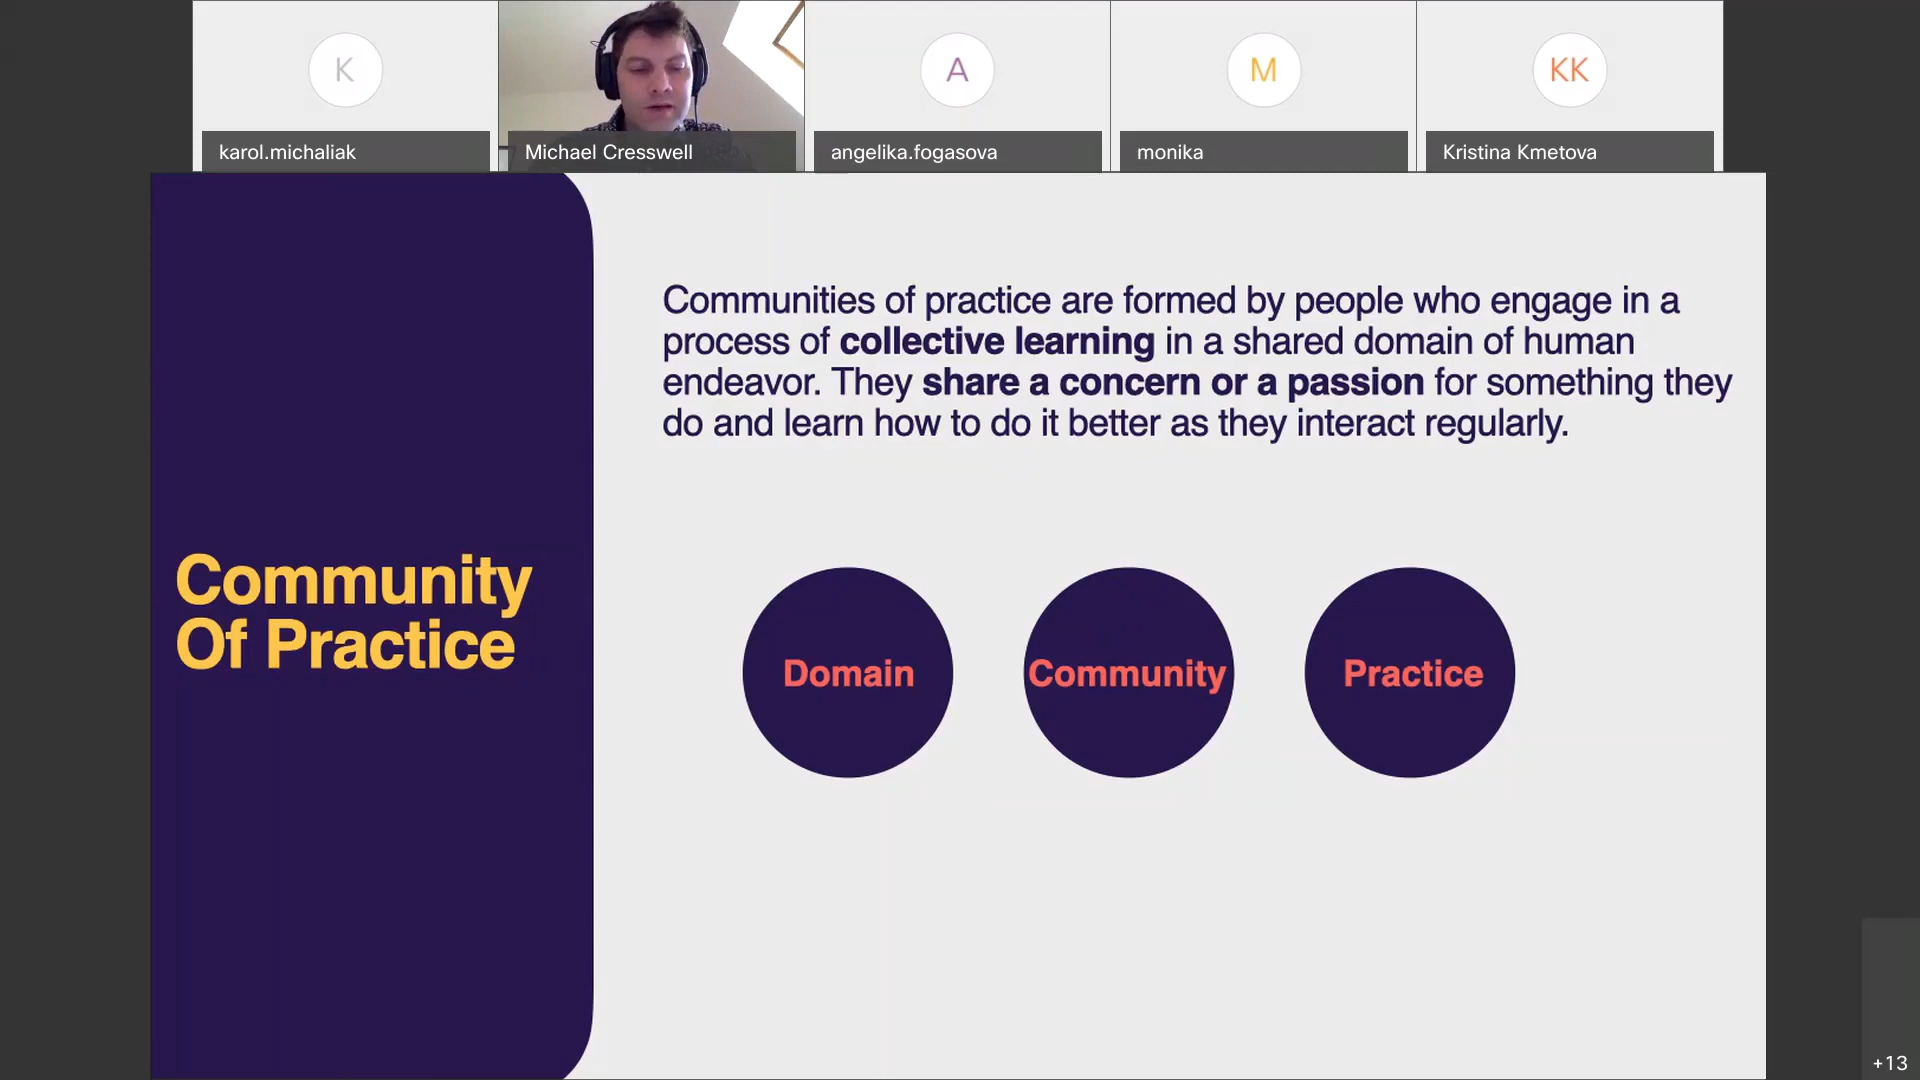 K
karol.michaliak
Michael Cresswell
A
angelika.fogasova
M
monika
KK
Kristina Kmetova
Community
Of Practice
Communities of practice are formed by people who engage in a
process of collective learning in a shared domain of human
endeavor. They share a concern or a passion for something they
do and learn how to do it better as they interact regularly.
Domain
Community
Practice
+13